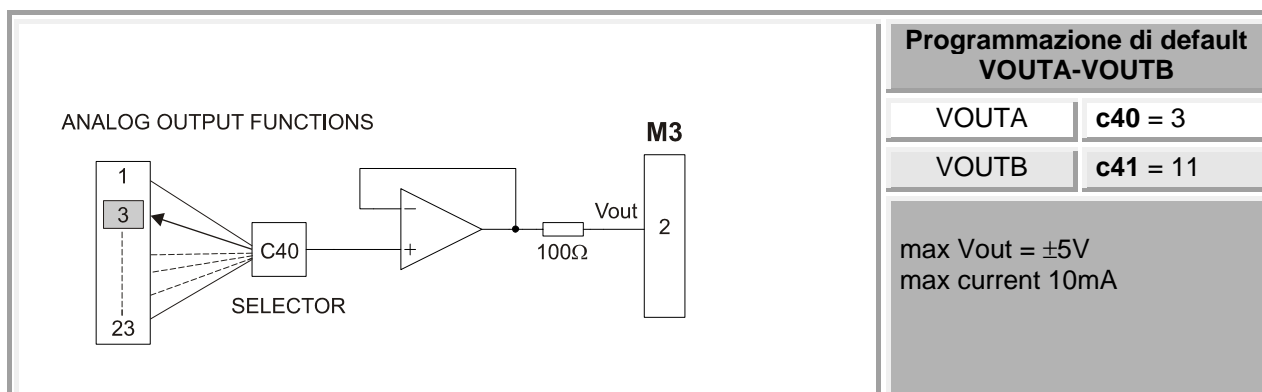 ANALOG OUTPUT FUNCTIONS
1
3
23
C40
SELECTOR
−
+
100Ω
Vout
M3
2
Programmazione di default
VOUTA-VOUTB
VOUTA c40 = 3
VOUTB c41 = 11
max Vout = ±5V
max current 10mA